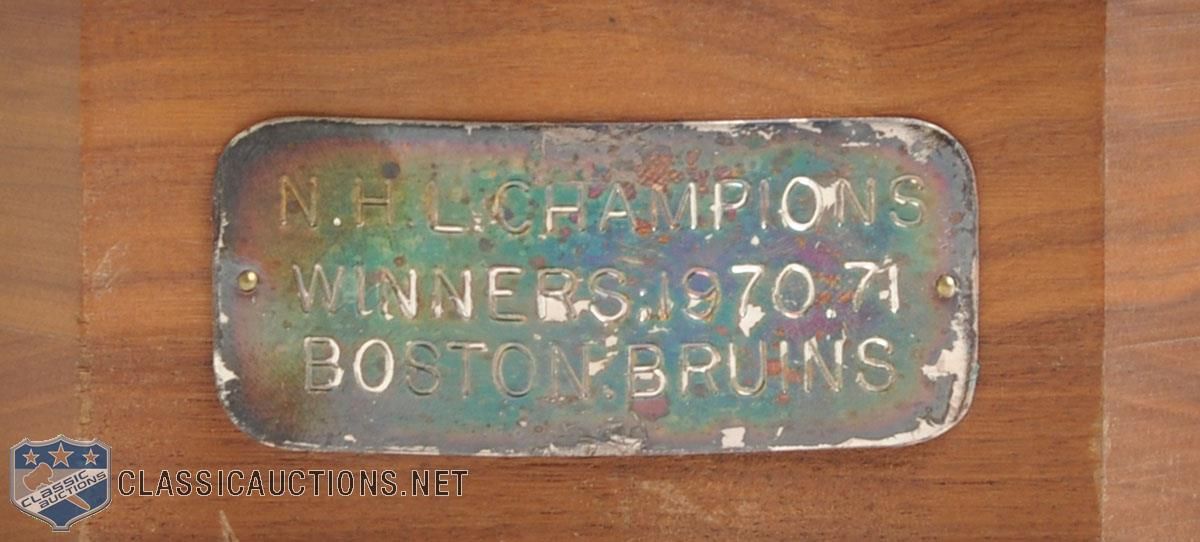 N.H.L.CHAMPIONS
WINNERS.1970.71
BOSTON.BRUINS
CLASSIC
AUCTIONS
CLASSICAUCTIONS.NET